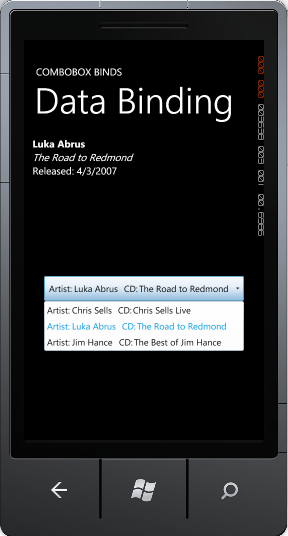 COMBOBOX BINDS
Data Binding
Luka Abrus
The Road to Redmond
Released: 4/3/2007
Artist: Luka Abrus CD: The Road to Redmond
Artist: Chris Sells CD: Chris Sells Live
Artist: Luka Abrus CD: The Road to Redmond
Artist: Jim Hance CD: The Best of Jim Hance